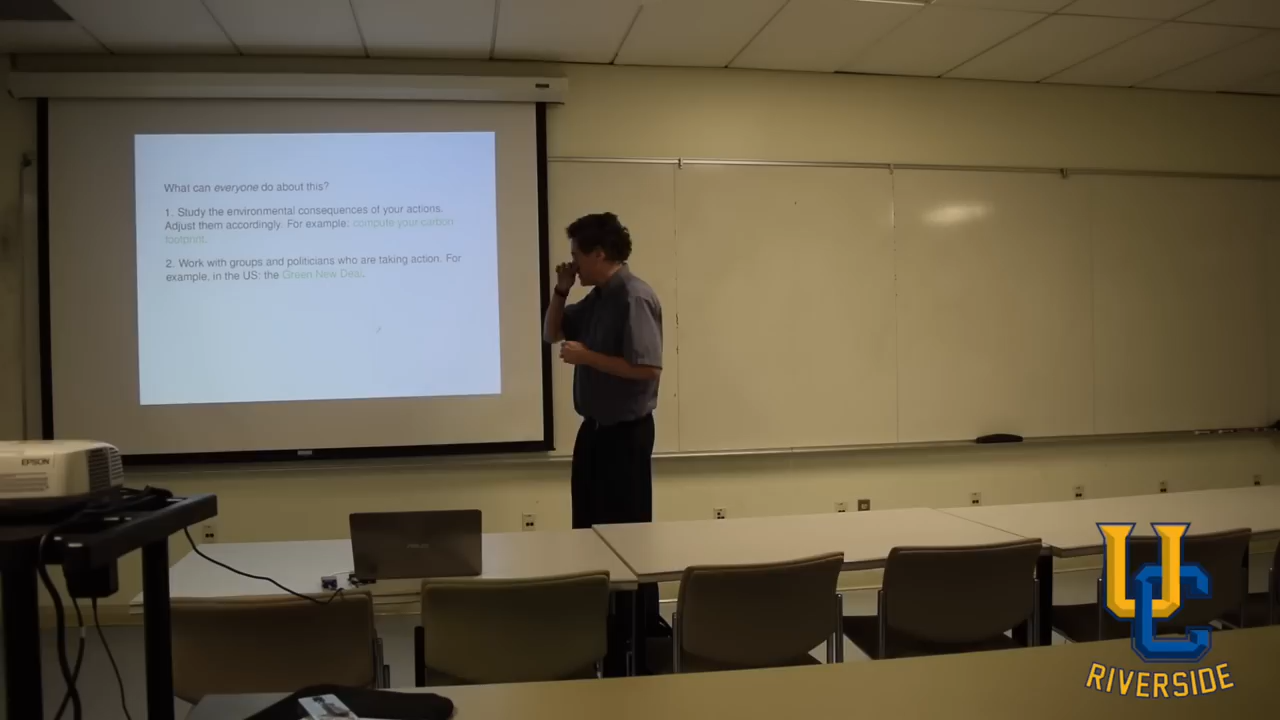 What can everyone do about this?
1. Study the environmental consequences of your actions.
Adjust them accordingly. For example: compute your carbon
footprint.
2. Work with groups and politicians who are taking action. For
example, in the US: the Green New Deal.
EPSON
UC
RIVERSIDE